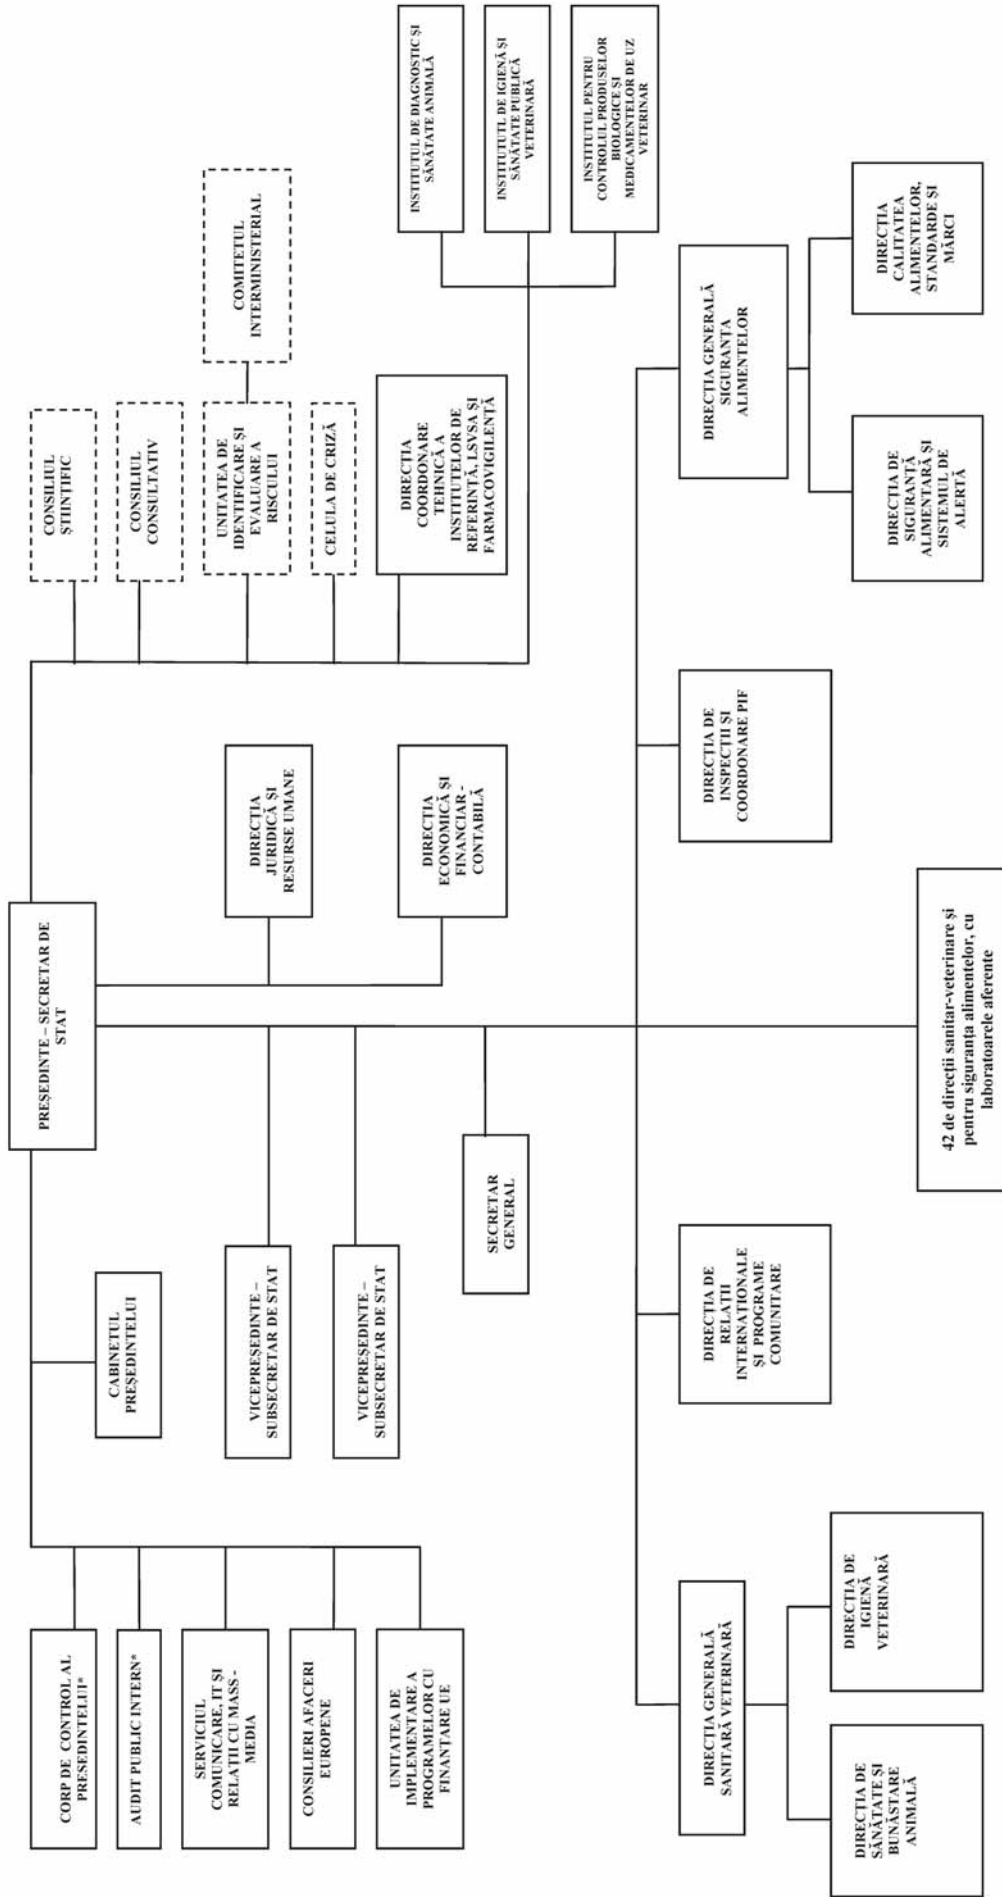 PREȘEDINTE – SECRETAR DE
STAT
CORP DE CONTROL AL
PRESEDINTELUI*
AUDIT PUBLIC INTERN*
SERVICIUL
COMUNICARE, IT ȘI
RELAȚII CU MASS -
MEDIA
CONSILIERI AFACERI
EUROPENE
UNITATEA DE
IMPLEMENTARE A
PROGRAMELOR CU
FINANȚARE UE
CABINETUL
PREȘEDINTELUI
VICEPREȘEDINTE –
SUBSECRETAR DE STAT
VICEPREȘEDINTE –
SUBSECRETAR DE STAT
SECRETAR
GENERAL
DIRECȚIA
JURIDICĂ ȘI
RESURSE UMANE
DIRECȚIA
ECONOMICĂ ȘI
FINANCIAR -
CONTABILĂ
CONSILIUL
ȘTIINȚIFIC
CONSILIUL
CONSULTATIV
UNITATEA DE
IDENTIFICARE ȘI
EVALUARE A
RISCULUI
COMITETUL
INTERMINISTERIAL
CELULA DE CRIZĂ
DIRECȚIA
COORDONARE
TEHNICĂ A
INSTITUTELOR DE
REFERINȚĂ, LSVSA ȘI
FARMACOVIGILENȚĂ
INSTITUTUL DE DIAGNOSTIC ȘI
SĂNĂTATE ANIMALĂ
INSTITUTL DE IGIENĂ ȘI
SĂNĂTATE PUBLICĂ
VETERINARĂ
INSTITUTUL PENTRU
CONTROLUL PRODUSELOR
BIOLOGICE ȘI
MEDICAMENTELOR DE UZ
VETERINAR
DIRECȚIA GENERALĂ
SANITARĂ VETERINARĂ
DIRECȚIA DE
RELAȚII
INTERNAȚIONALE
ȘI PROGRAME
COMUNITARE
DIRECȚIA DE
INSPECȚII ȘI
COORDONARE PIF
DIRECȚIA GENERALĂ
SIGURANȚA
ALIMENTELOR
DIRECȚIA DE
SĂNĂTATE ȘI
BUNĂSTARE
ANIMALĂ
DIRECȚIA DE
IGIENĂ
VETERINARĂ
DIRECȚIA DE
SIGURANȚĂ
ALIMENTARĂ ȘI
SISTEMUL DE
ALERTĂ
DIRECȚIA
CALITATEA
ALIMENTELOR,
STANDARDE ȘI
MĂRCI
42 de direcții sanitar-veterinare și
pentru siguranța alimentelor, cu
laboratoarele aferente